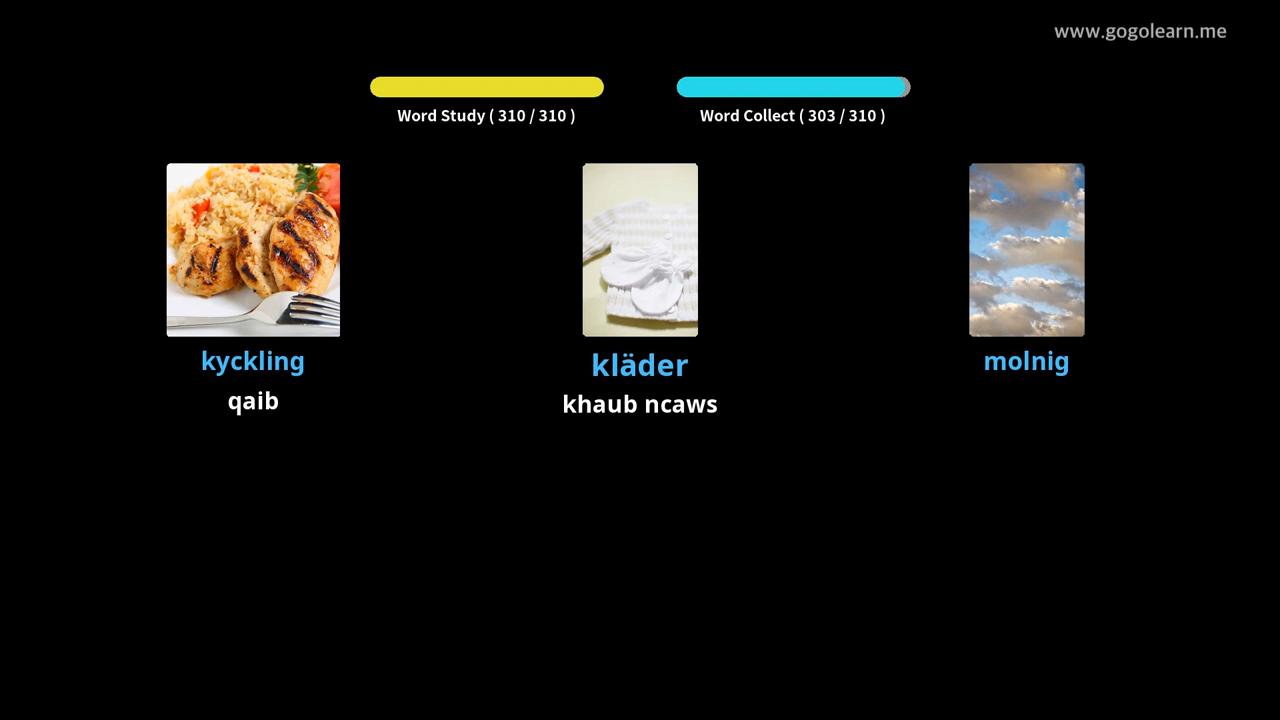 www.gogolearn.me
Word Study ( 310 / 310 )
Word Collect ( 303 / 310 )
kyckling
kläder
molnig
qaib
khaub ncaws